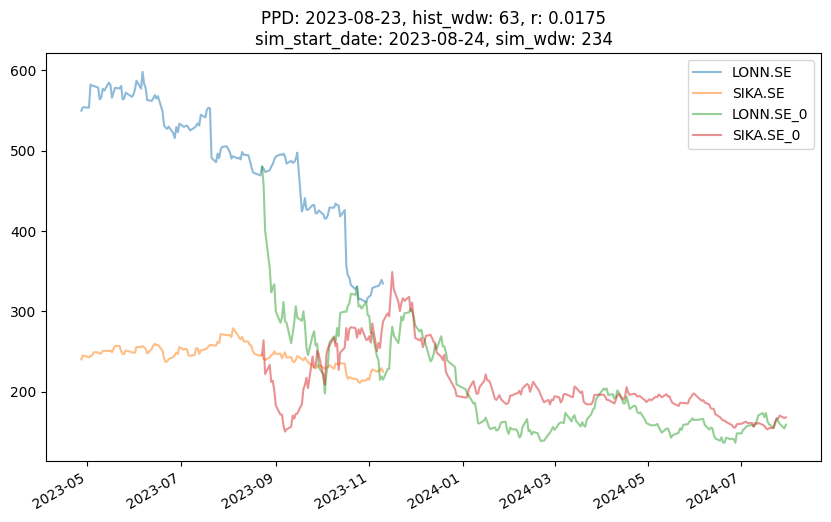 PPD: 2023-08-23, hist_wdw: 63, r: 0.0175
sim_start_date: 2023-08-24, sim_wdw: 234
LONN.SE
SIKA.SE
LONN.SE_0
SIKA.SE_0
600
500
400
300
200
2023-05
2023-07
2023-09
2023-11
2024-01
2024-03
2024-05
2024-07